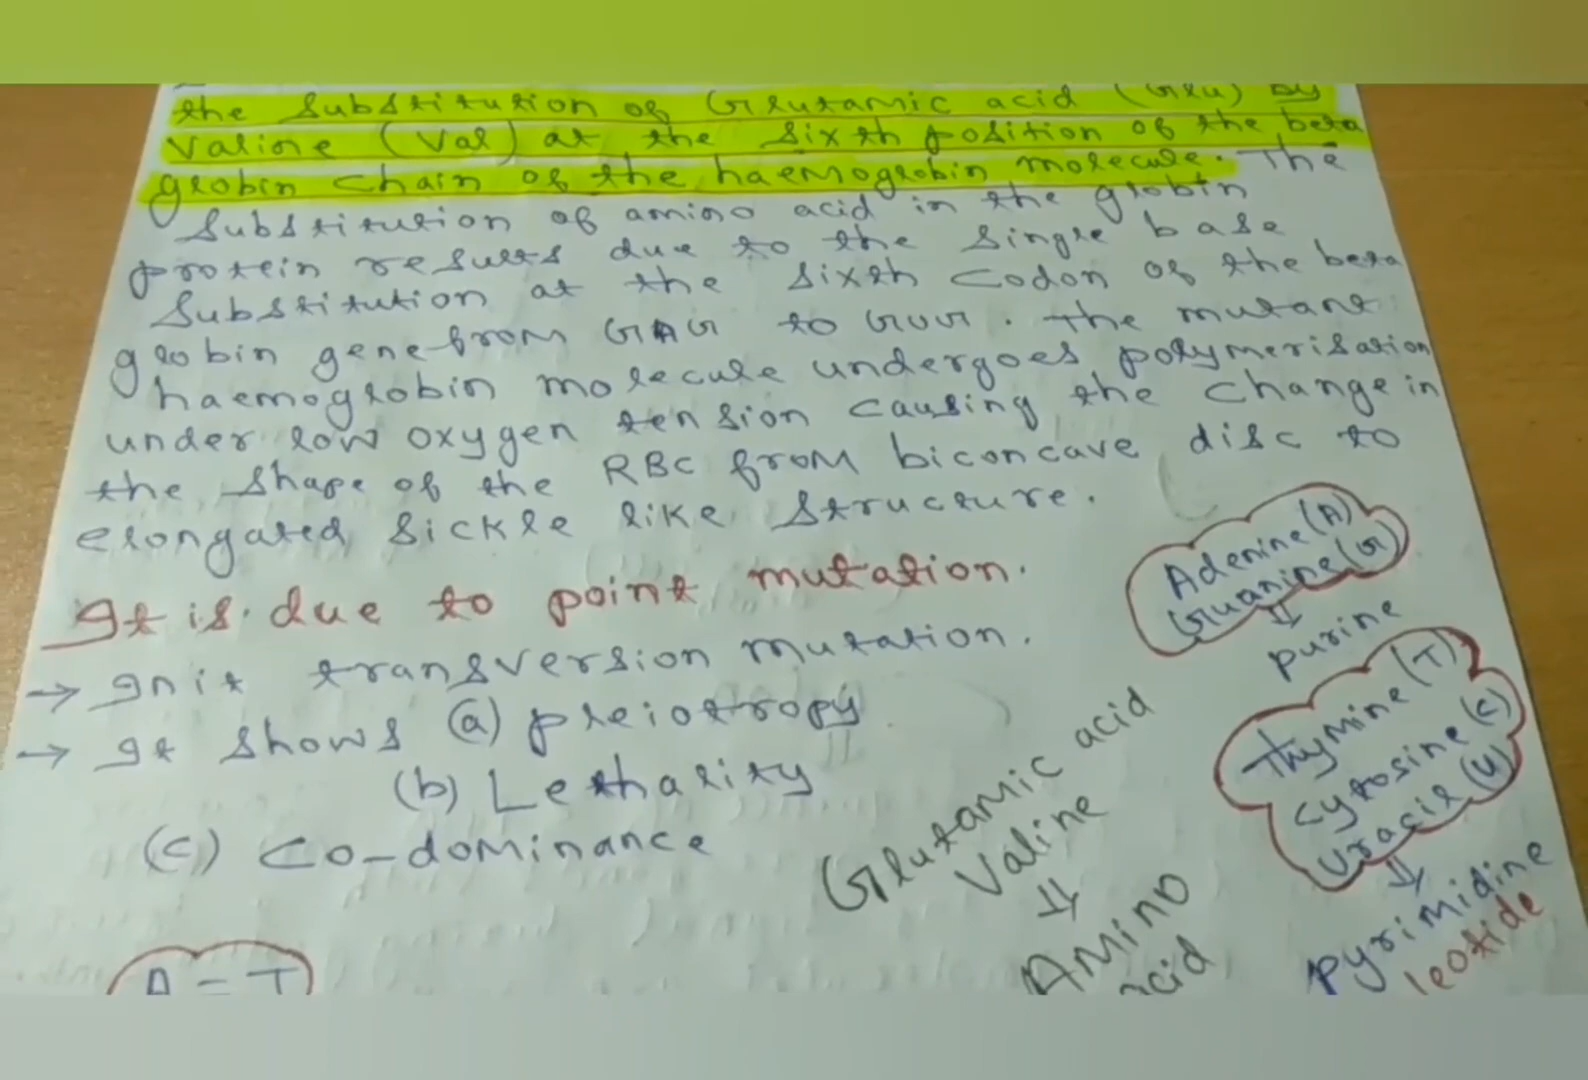 the Substitution of Glutamic acid (Glu) by
Valine (Val) at the Sixth position of the beta
globin chain of the haemoglobin molecule. The
Substitution of amino acid in the globin
protein results due to the Single base
Substitution at the Sixth Codon of the beta
globin gene from GAG to GUG. The mutant
haemoglobin molecule undergoes polymerisation
under low oxygen tension causing the change in
the shape of the RBC from biconcave disc to
elongated Sickle like Structure.
It is due to point mutation.
→ In it transversion mutation.
→ It shows (a) pleiotropy
(b) Lethality
(c) Co-dominance
A = T
Glutamic acid
Valine
⇓
Amino
acid
Adenine (A)
Guanine (G)
⇓
purine
Thymine (T)
Cytosine (C)
Uracil (U)
⇓
pyrimidine
leotide